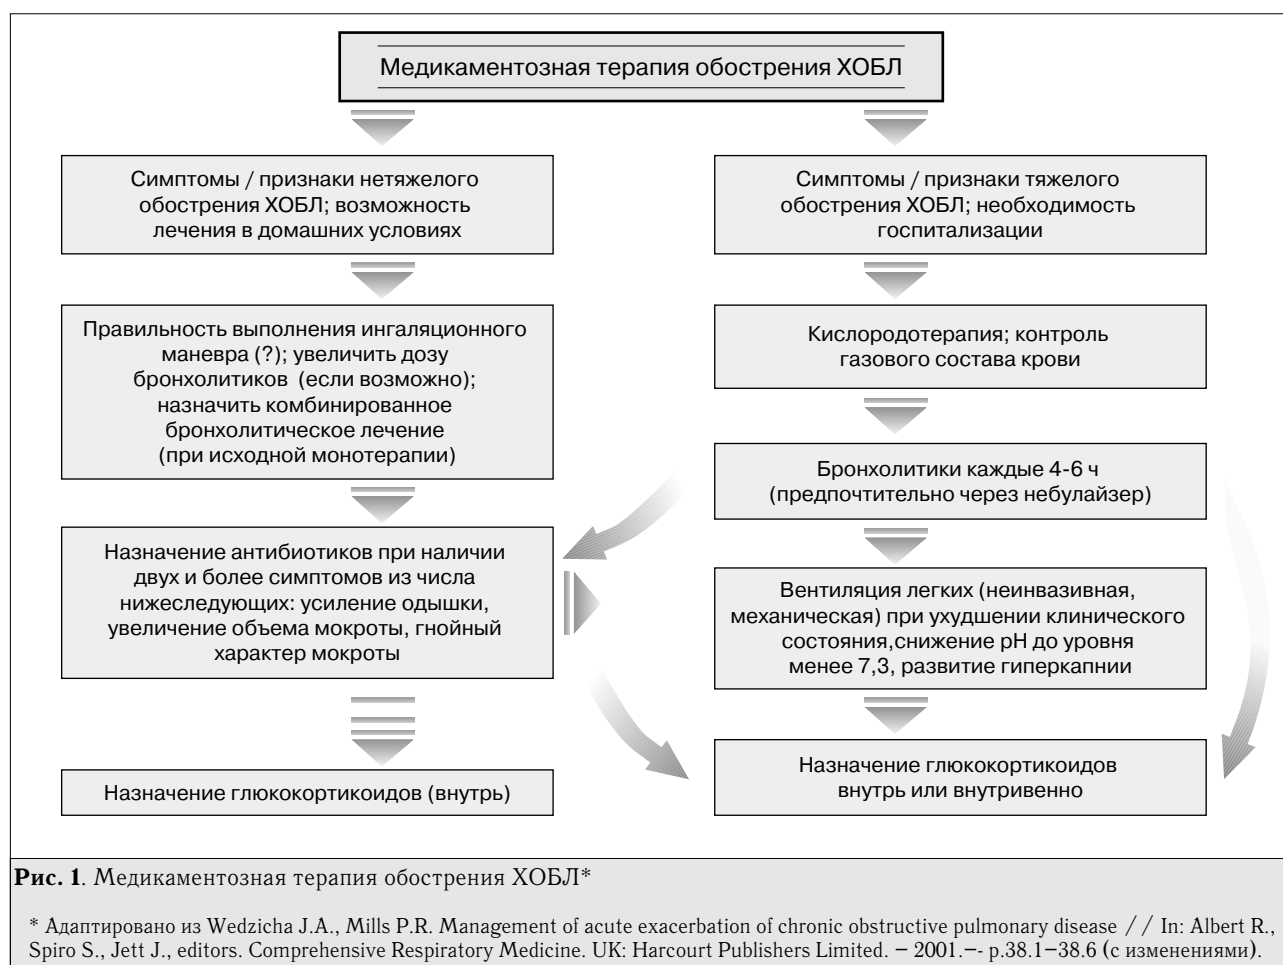 Медикаментозная терапия обострения ХОБЛ
Симптомы / признаки нетяжелого
обострения ХОБЛ; возможность
лечения в домашних условиях
Правильность выполнения ингаляционного
маневра (?); увеличить дозу
бронхолитиков (если возможно);
назначить комбинированное
бронхолитическое лечение
(при исходной монотерапии)
Назначение антибиотиков при наличии
двух и более симптомов из числа
нижеследующих: усиление одышки,
увеличение объема мокроты, гнойный
характер мокроты
Назначение глюкокортикоидов (внутрь)
Симптомы / признаки тяжелого
обострения ХОБЛ; необходимость
госпитализации
Кислородотерапия; контроль
газового состава крови
Бронхолитики каждые 4-6 ч
(предпочтительно через небулайзер)
Вентиляция легких (неинвазивная,
механическая) при ухудшении клинического
состояния,снижение pH до уровня
менее 7,3, развитие гиперкапнии
Назначение глюкокортикоидов
внутрь или внутривенно
Рис. 1. Медикаментозная терапия обострения ХОБЛ*
* Адаптировано из Wedzicha J.A., Mills P.R. Management of acute exacerbation of chronic obstructive pulmonary disease // In: Albert R.,
Spiro S., Jett J., editors. Comprehensive Respiratory Medicine. UK: Harcourt Publishers Limited. – 2001.–- p.38.1–38.6 (с изменениями).